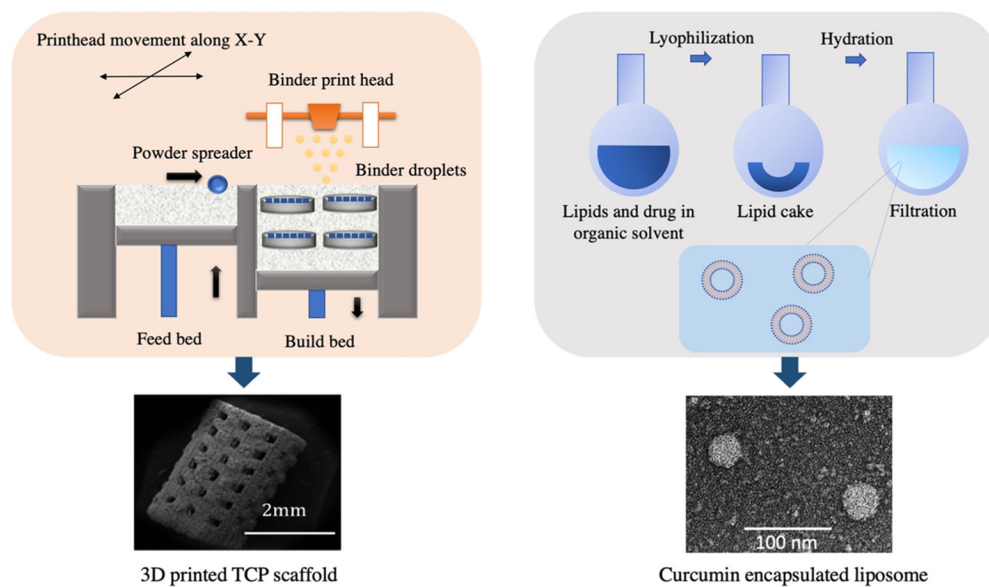 Printhead movement along X-Y
Binder print head
Powder spreader
Binder droplets
Feed bed
Build bed
2mm
3D printed TCP scaffold
Lyophilization
Hydration
Lipids and drug in
organic solvent
Lipid cake
Filtration
100 nm
Curcumin encapsulated liposome